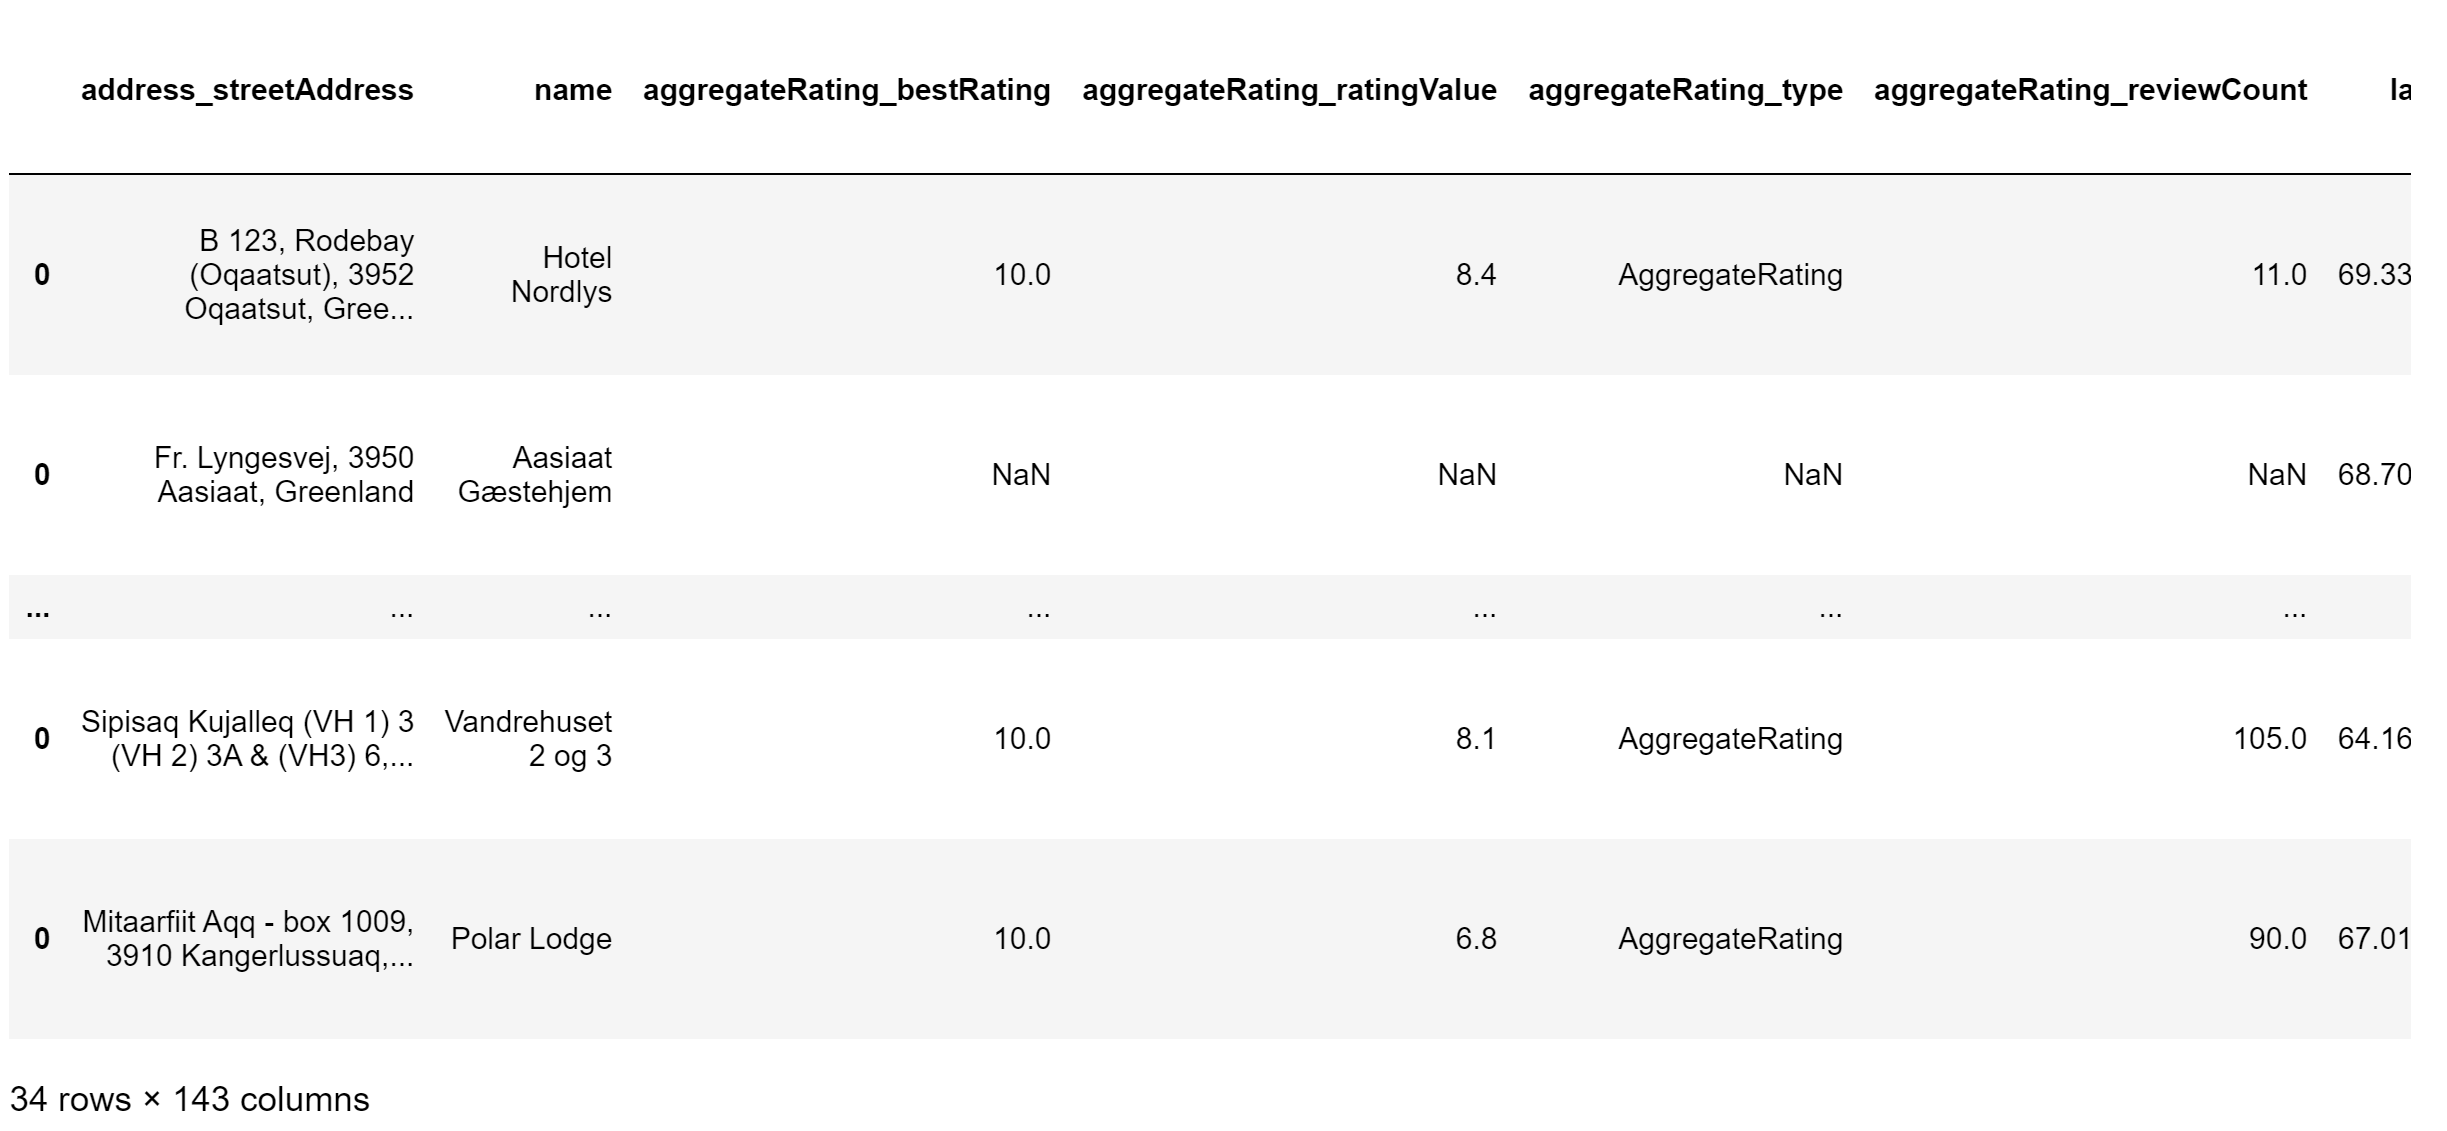 address_streetAddress name aggregateRating_bestRating aggregateRating_ratingValue aggregateRating_type aggregateRating_reviewCount la
B 123, Rodebay
(Oqaatsut), 3952
Oqaatsut, Gree...
Hotel
Nordlys
0 10.0 8.4 AggregateRating 11.0 69.33
Fr. Lyngesvej, 3950
Aasiaat, Greenland
Aasiaat
Gæstehjem
0 NaN NaN NaN NaN 68.70
... ... ... ... ... ... ...
Sipisaq Kujalleq (VH 1) 3
(VH 2) 3A & (VH3) 6,...
Vandrehuset
2 og 3
0 10.0 8.1 AggregateRating 105.0 64.16
Mitaarfiit Aqq - box 1009,
3910 Kangerlussuaq,...
0 Polar Lodge 10.0 6.8 AggregateRating 90.0 67.01
34 rows × 143 columns